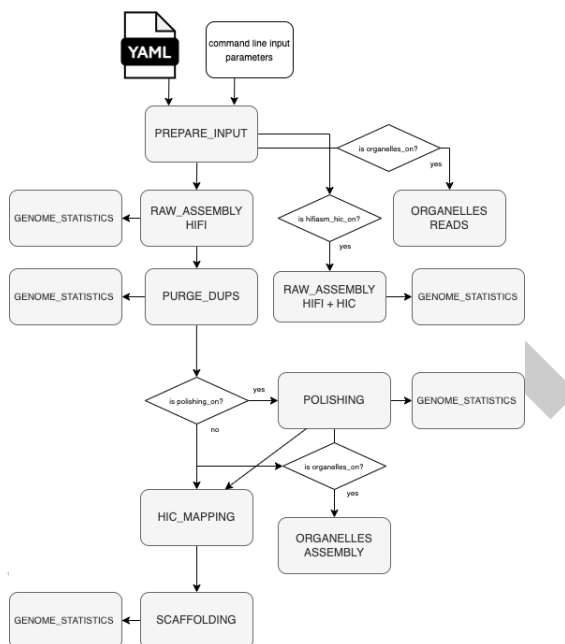 YAML
command line input
parameters
PREPARE_INPUT
is organelles_on?
yes
GENOME_STATISTICS
RAW_ASSEMBLY
HIFI
is hifiasm_hic_on?
ORGANELLES
READS
yes
GENOME_STATISTICS
PURGE_DUPS
RAW_ASSEMBLY
HIFI + HIC
GENOME_STATISTICS
is polishing_on?
yes
POLISHING
GENOME_STATISTICS
no
is organelles_on?
yes
HIC_MAPPING
ORGANELLES
ASSEMBLY
GENOME_STATISTICS
SCAFFOLDING